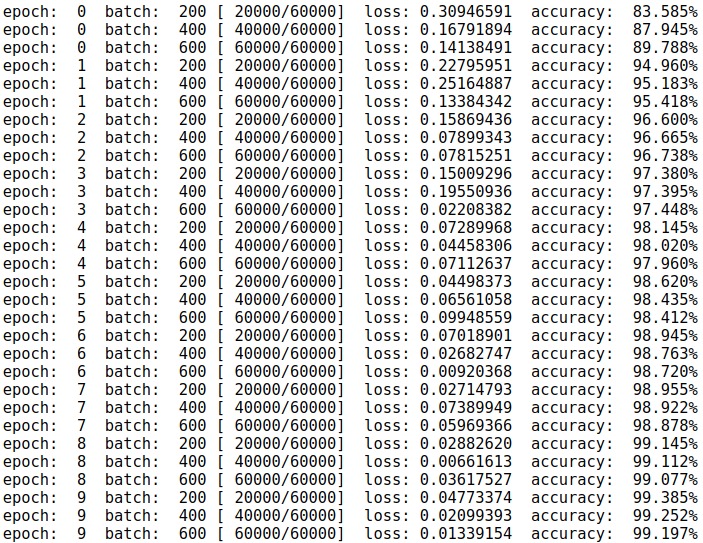 epoch:  0  batch:  200 [ 20000/60000]  loss: 0.30946591  accuracy:  83.585%
epoch:  0  batch:  400 [ 40000/60000]  loss: 0.16791894  accuracy:  87.945%
epoch:  0  batch:  600 [ 60000/60000]  loss: 0.14138491  accuracy:  89.788%
epoch:  1  batch:  200 [ 20000/60000]  loss: 0.22795951  accuracy:  94.960%
epoch:  1  batch:  400 [ 40000/60000]  loss: 0.25164887  accuracy:  95.183%
epoch:  1  batch:  600 [ 60000/60000]  loss: 0.13384342  accuracy:  95.418%
epoch:  2  batch:  200 [ 20000/60000]  loss: 0.15869436  accuracy:  96.600%
epoch:  2  batch:  400 [ 40000/60000]  loss: 0.07899343  accuracy:  96.665%
epoch:  2  batch:  600 [ 60000/60000]  loss: 0.07815251  accuracy:  96.738%
epoch:  3  batch:  200 [ 20000/60000]  loss: 0.15009296  accuracy:  97.380%
epoch:  3  batch:  400 [ 40000/60000]  loss: 0.19550936  accuracy:  97.395%
epoch:  3  batch:  600 [ 60000/60000]  loss: 0.02208382  accuracy:  97.448%
epoch:  4  batch:  200 [ 20000/60000]  loss: 0.07289968  accuracy:  98.145%
epoch:  4  batch:  400 [ 40000/60000]  loss: 0.04458306  accuracy:  98.020%
epoch:  4  batch:  600 [ 60000/60000]  loss: 0.07112637  accuracy:  97.960%
epoch:  5  batch:  200 [ 20000/60000]  loss: 0.04498373  accuracy:  98.620%
epoch:  5  batch:  400 [ 40000/60000]  loss: 0.06561058  accuracy:  98.435%
epoch:  5  batch:  600 [ 60000/60000]  loss: 0.09948559  accuracy:  98.412%
epoch:  6  batch:  200 [ 20000/60000]  loss: 0.07018901  accuracy:  98.945%
epoch:  6  batch:  400 [ 40000/60000]  loss: 0.02682747  accuracy:  98.763%
epoch:  6  batch:  600 [ 60000/60000]  loss: 0.00920368  accuracy:  98.720%
epoch:  7  batch:  200 [ 20000/60000]  loss: 0.02714793  accuracy:  98.955%
epoch:  7  batch:  400 [ 40000/60000]  loss: 0.07389949  accuracy:  98.922%
epoch:  7  batch:  600 [ 60000/60000]  loss: 0.05969366  accuracy:  98.878%
epoch:  8  batch:  200 [ 20000/60000]  loss: 0.02882620  accuracy:  99.145%
epoch:  8  batch:  400 [ 40000/60000]  loss: 0.00661613  accuracy:  99.112%
epoch:  8  batch:  600 [ 60000/60000]  loss: 0.03617527  accuracy:  99.077%
epoch:  9  batch:  200 [ 20000/60000]  loss: 0.04773374  accuracy:  99.385%
epoch:  9  batch:  400 [ 40000/60000]  loss: 0.02099393  accuracy:  99.252%
epoch:  9  batch:  600 [ 60000/60000]  loss: 0.01339154  accuracy:  99.197%